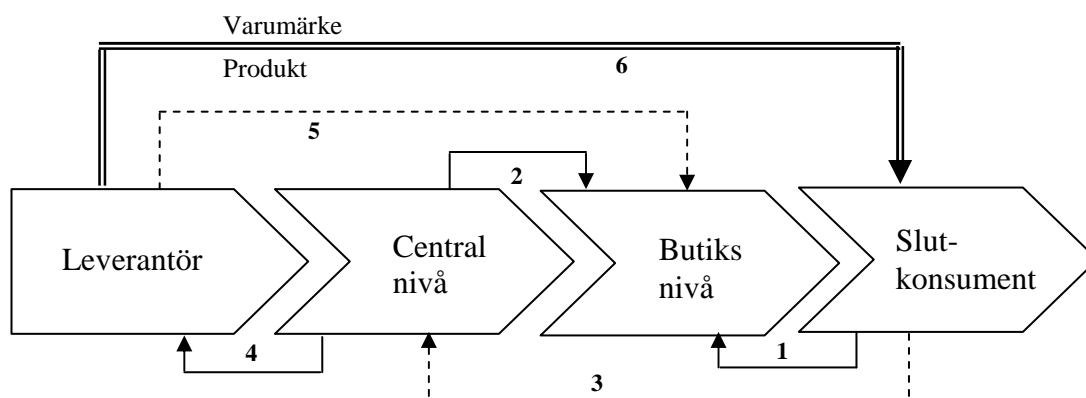 Varumärke
Produkt
6
5
2
Leverantör
Central
nivå
Butiks
nivå
Slut-
konsument
4
1
3